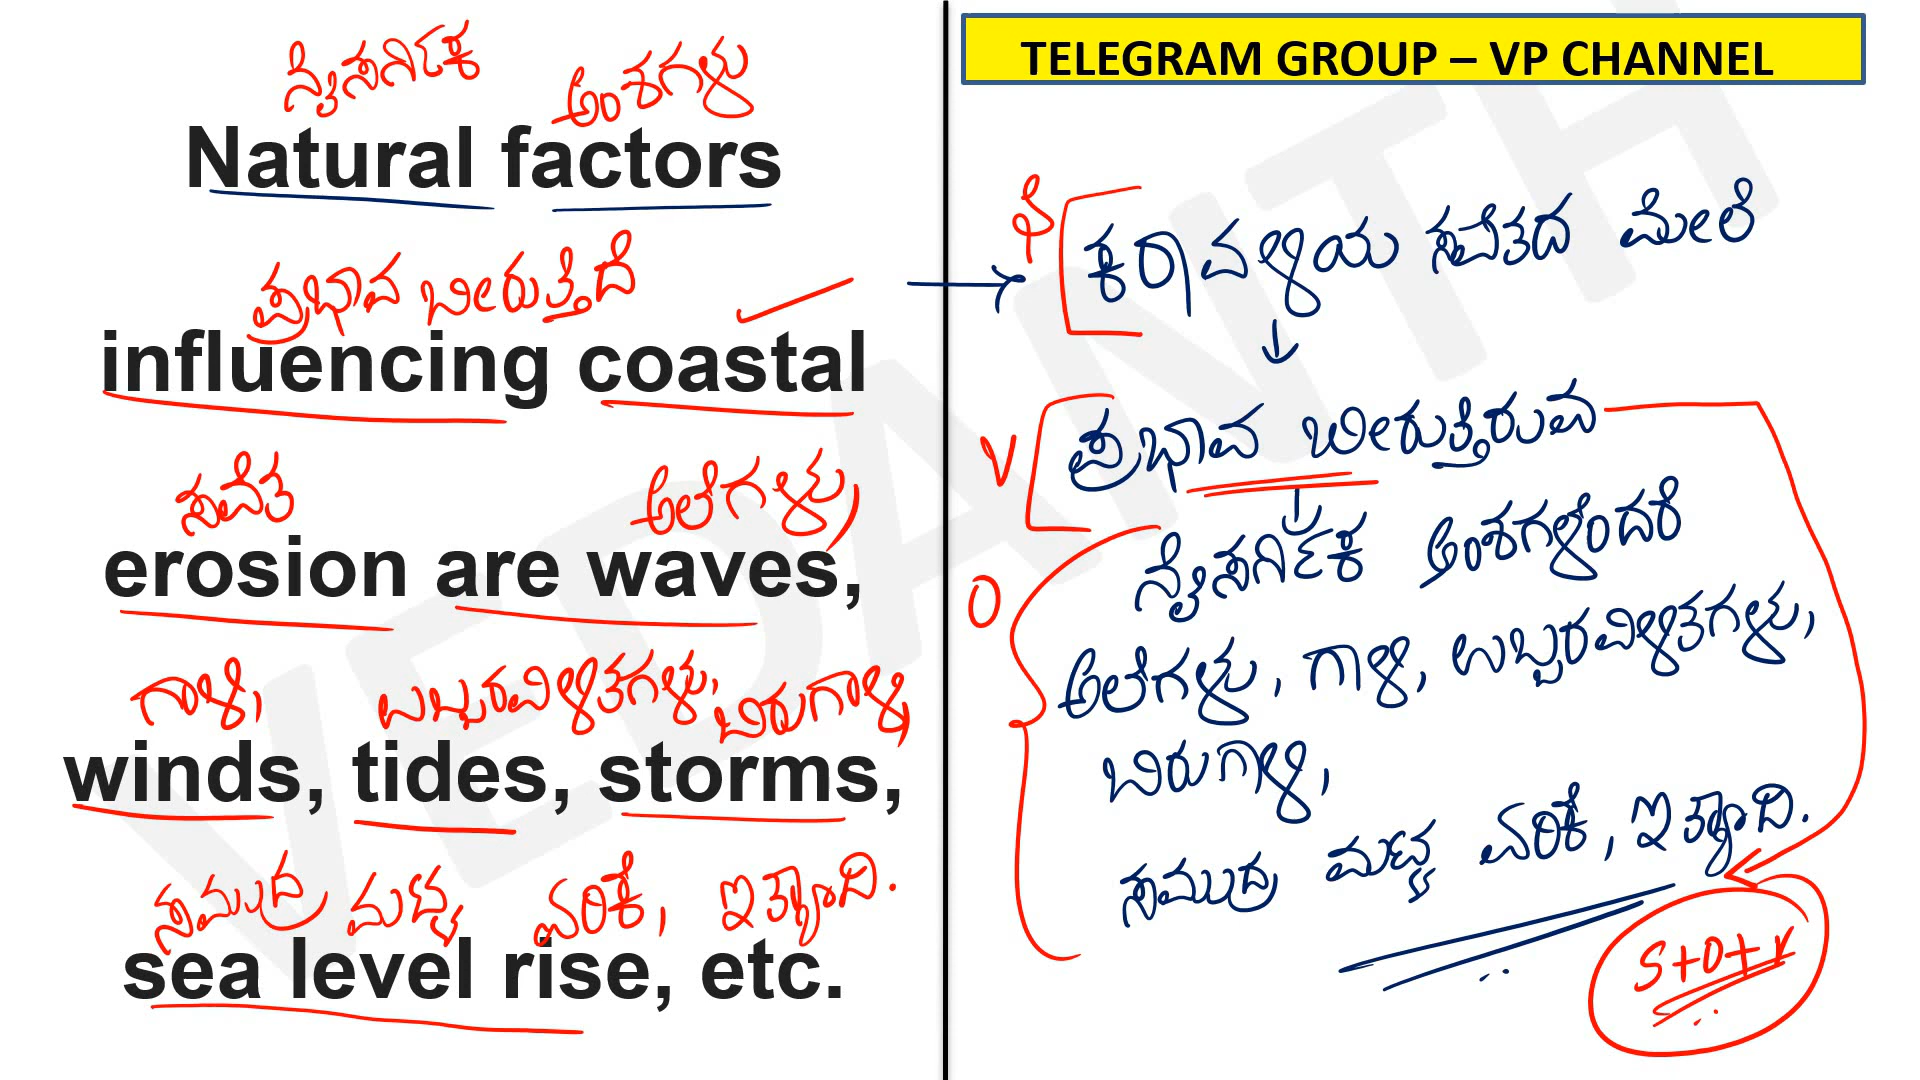 ನೈಸರ್ಗಿಕ ಅಂಶಗಳು
Natural factors
ಪ್ರಭಾವ ಬೀರುತ್ತಿದೆ
influencing coastal
ಸವೆತ ಅಲೆಗಳು,
erosion are waves,
ಗಾಳಿ, ಉಬ್ಬರವಿಳಿತಗಳು, ಬಿರುಗಾಳಿ,
winds, tides, storms,
ಸಮುದ್ರ ಮಟ್ಟ ಏರಿಕೆ, ಇತ್ಯಾದಿ.
sea level rise, etc.
TELEGRAM GROUP – VP CHANNEL
ಕರಾವಳಿಯ ಸವೆತದ ಮೇಲೆ
V ಪ್ರಭಾವ ಬೀರುತ್ತಿರುವ
ನೈಸರ್ಗಿಕ ಅಂಶಗಳೆಂದರೆ
O
ಅಲೆಗಳು, ಗಾಳಿ, ಉಬ್ಬರವಿಳಿತಗಳು,
ಬಿರುಗಾಳಿ,
ಸಮುದ್ರ ಮಟ್ಟ ಏರಿಕೆ, ಇತ್ಯಾದಿ.
S+O+V
VEDANTH